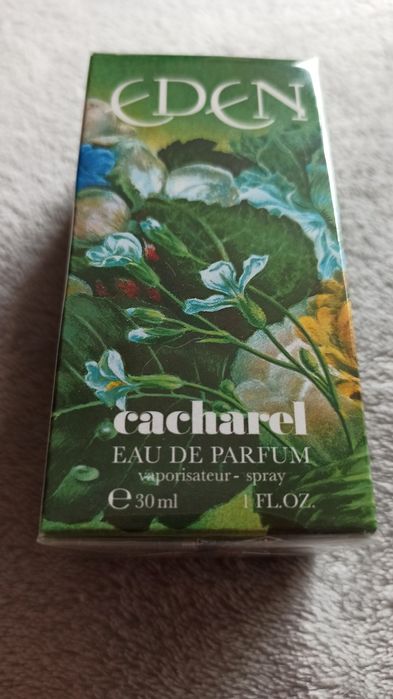 EDEN
cacharel
EAU DE PARFUM
vaporisateur - spray
e 30 ml 1 FL.OZ.